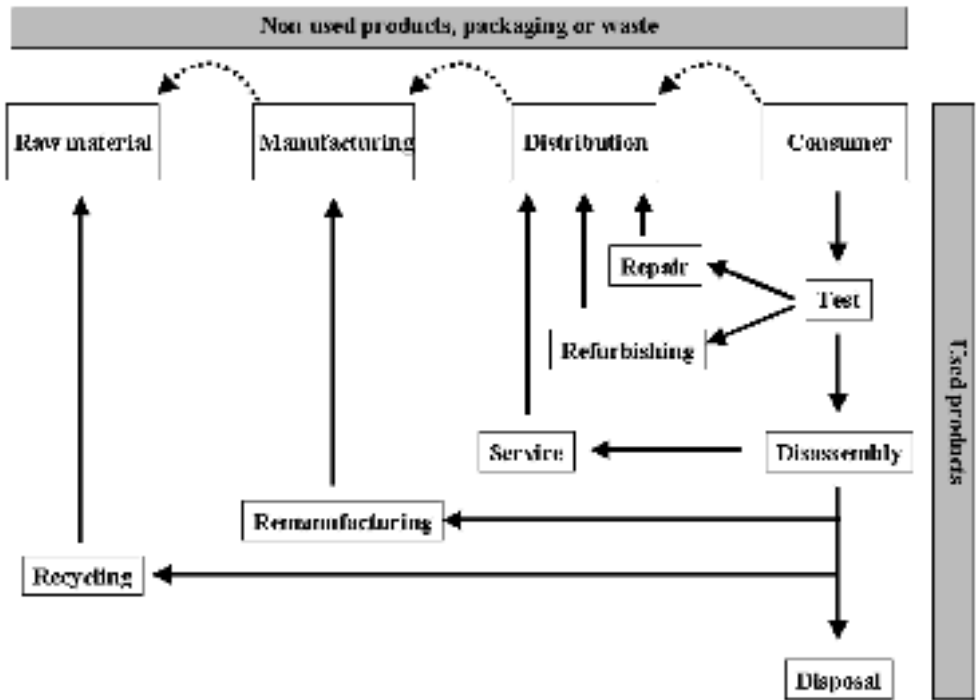 Non used products, packaging or waste
Raw material
Manufacturing
Distribution
Consumer
Repair
Test
Refurbishing
Used products
Service
Disassembly
Remanufacturing
Recycling
Disposal